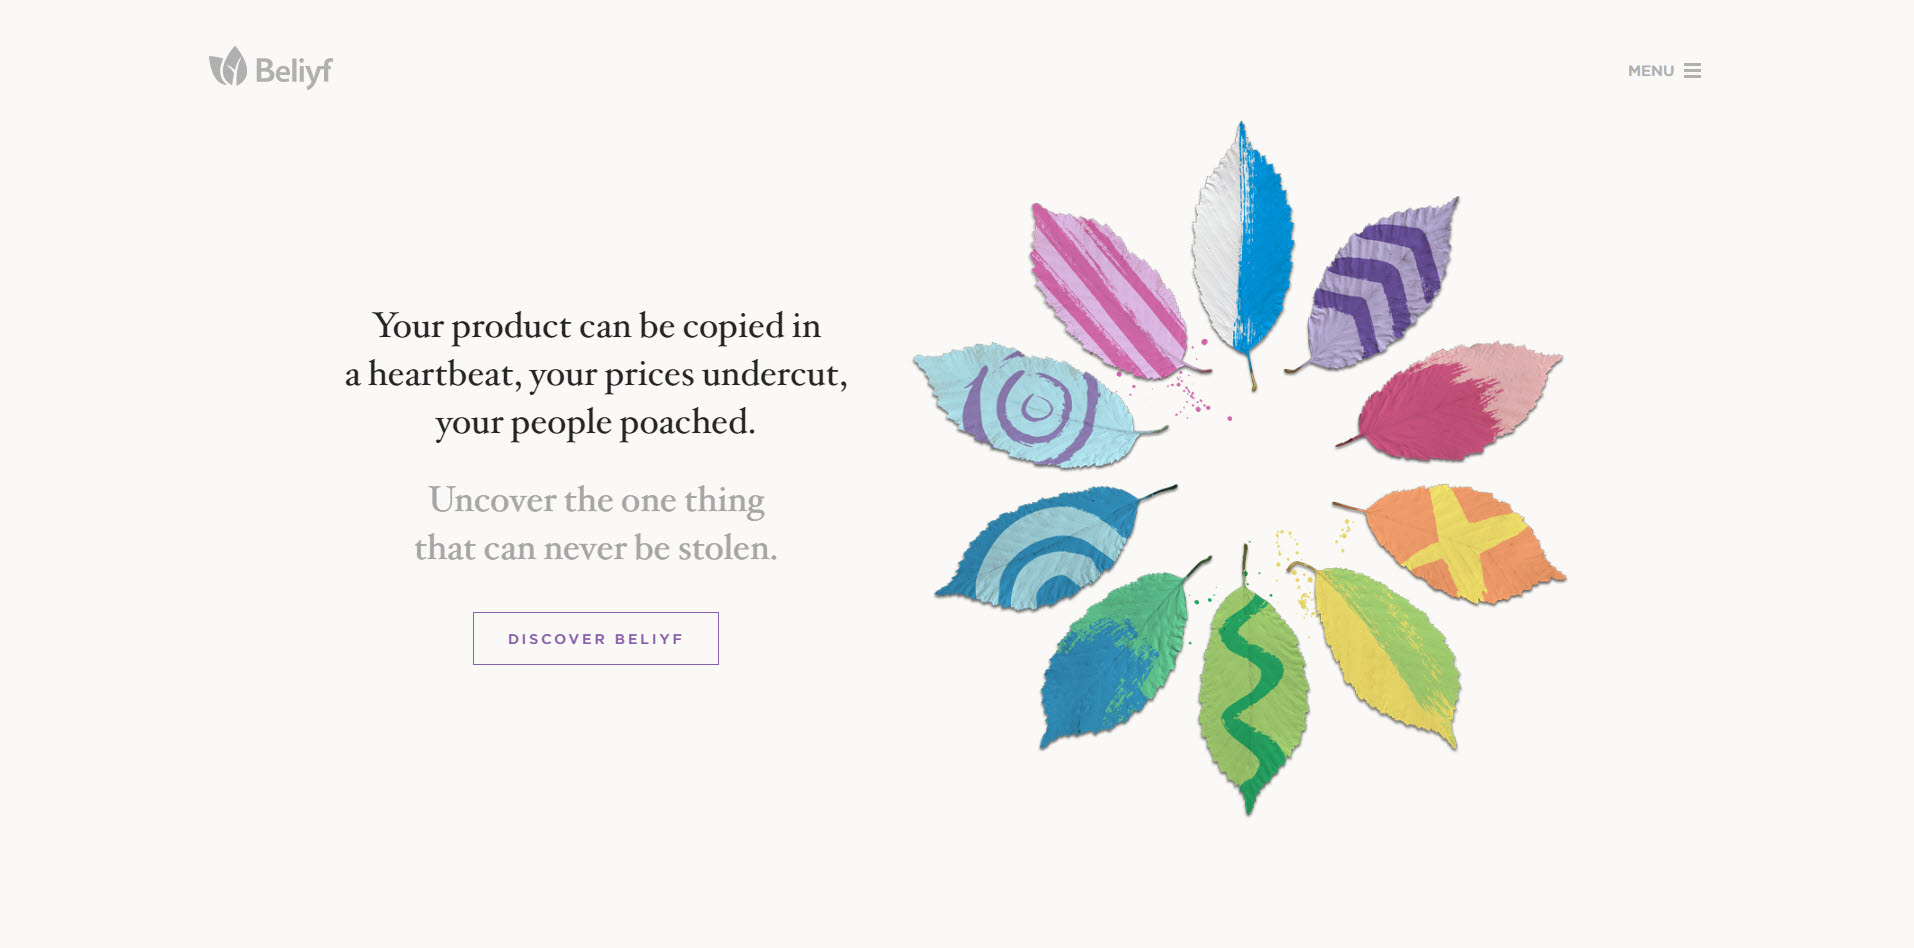 Beliyf
MENU
Your product can be copied in
a heartbeat, your prices undercut,
your people poached.
Uncover the one thing
that can never be stolen.
DISCOVER BELIYF